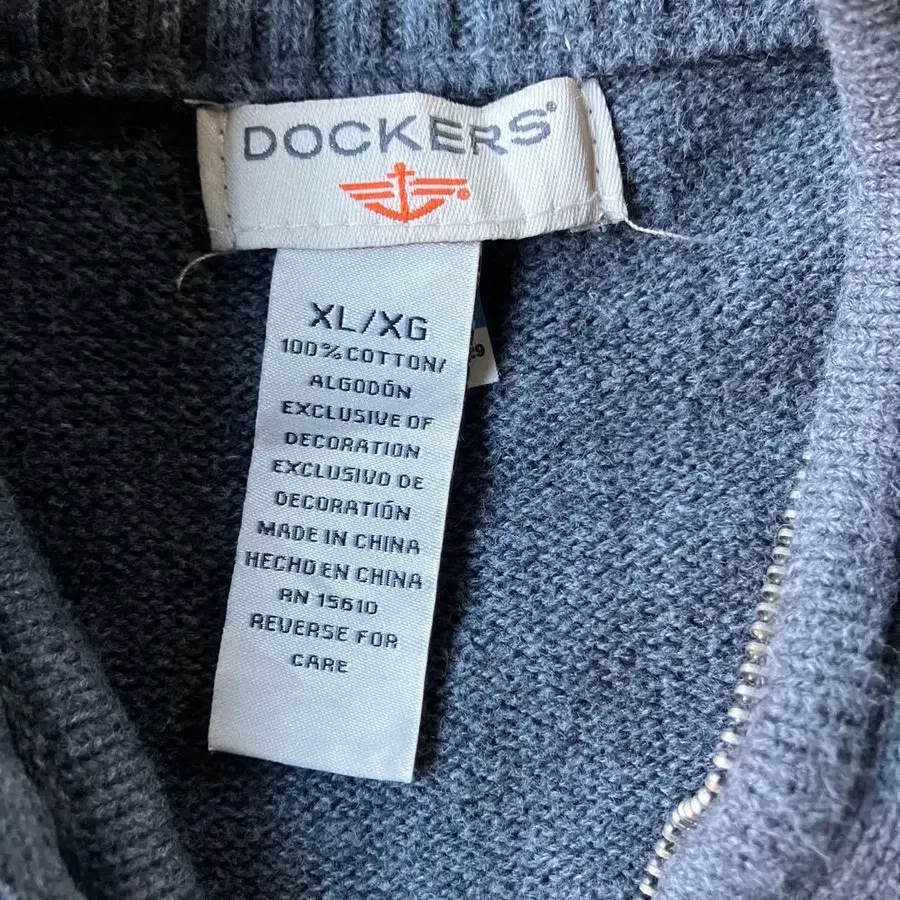 DOCKERS®
XL/XG
100% COTTON/
ALGODÓN
EXCLUSIVE OF
DECORATION
EXCLUSIVO DE
DECORATIÓN
MADE IN CHINA
HECHO EN CHINA
RN 15610
REVERSE FOR
CARE